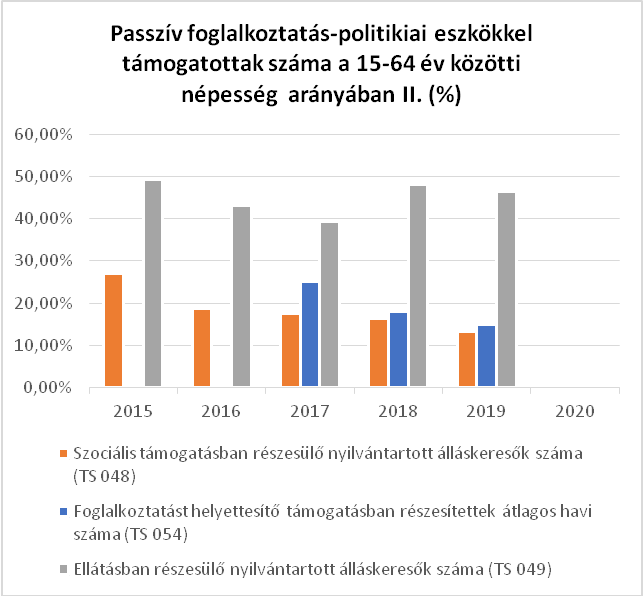 Passzív foglalkoztatás-politikiai eszkökkel
támogatottak száma a 15-64 év közötti
népesség arányában II. (%)
60,00%
50,00%
40,00%
30,00%
20,00%
10,00%
0,00%
2015 2016 2017 2018 2019 2020
Szociális támogatásban részesülő nyilvántartott álláskeresők száma
(TS 048)
Foglalkoztatást helyettesítő támogatásban részesítettek átlagos havi
száma (TS 054)
Ellátásban részesülő nyilvántartott álláskeresők száma (TS 049)